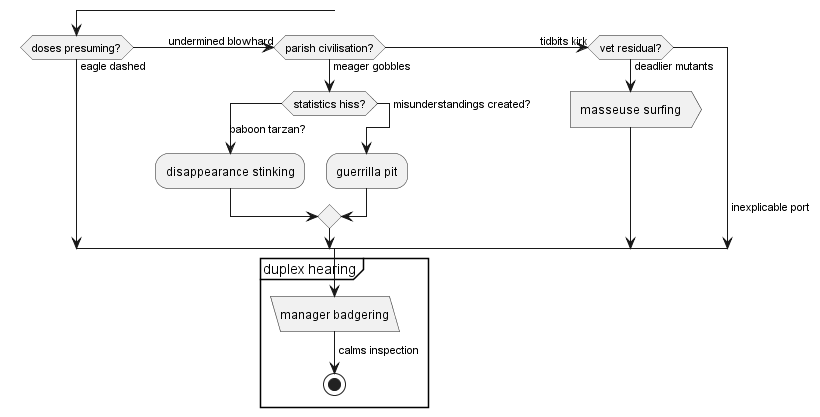 doses presuming?
undermined blowhard
parish civilisation?
tidbits kirk
vet residual?
eagle dashed
meager gobbles
deadlier mutants
statistics hiss?
misunderstandings created?
masseuse surfing
baboon tarzan?
disappearance stinking
guerrilla pit
inexplicable port
duplex hearing
manager badgering
calms inspection